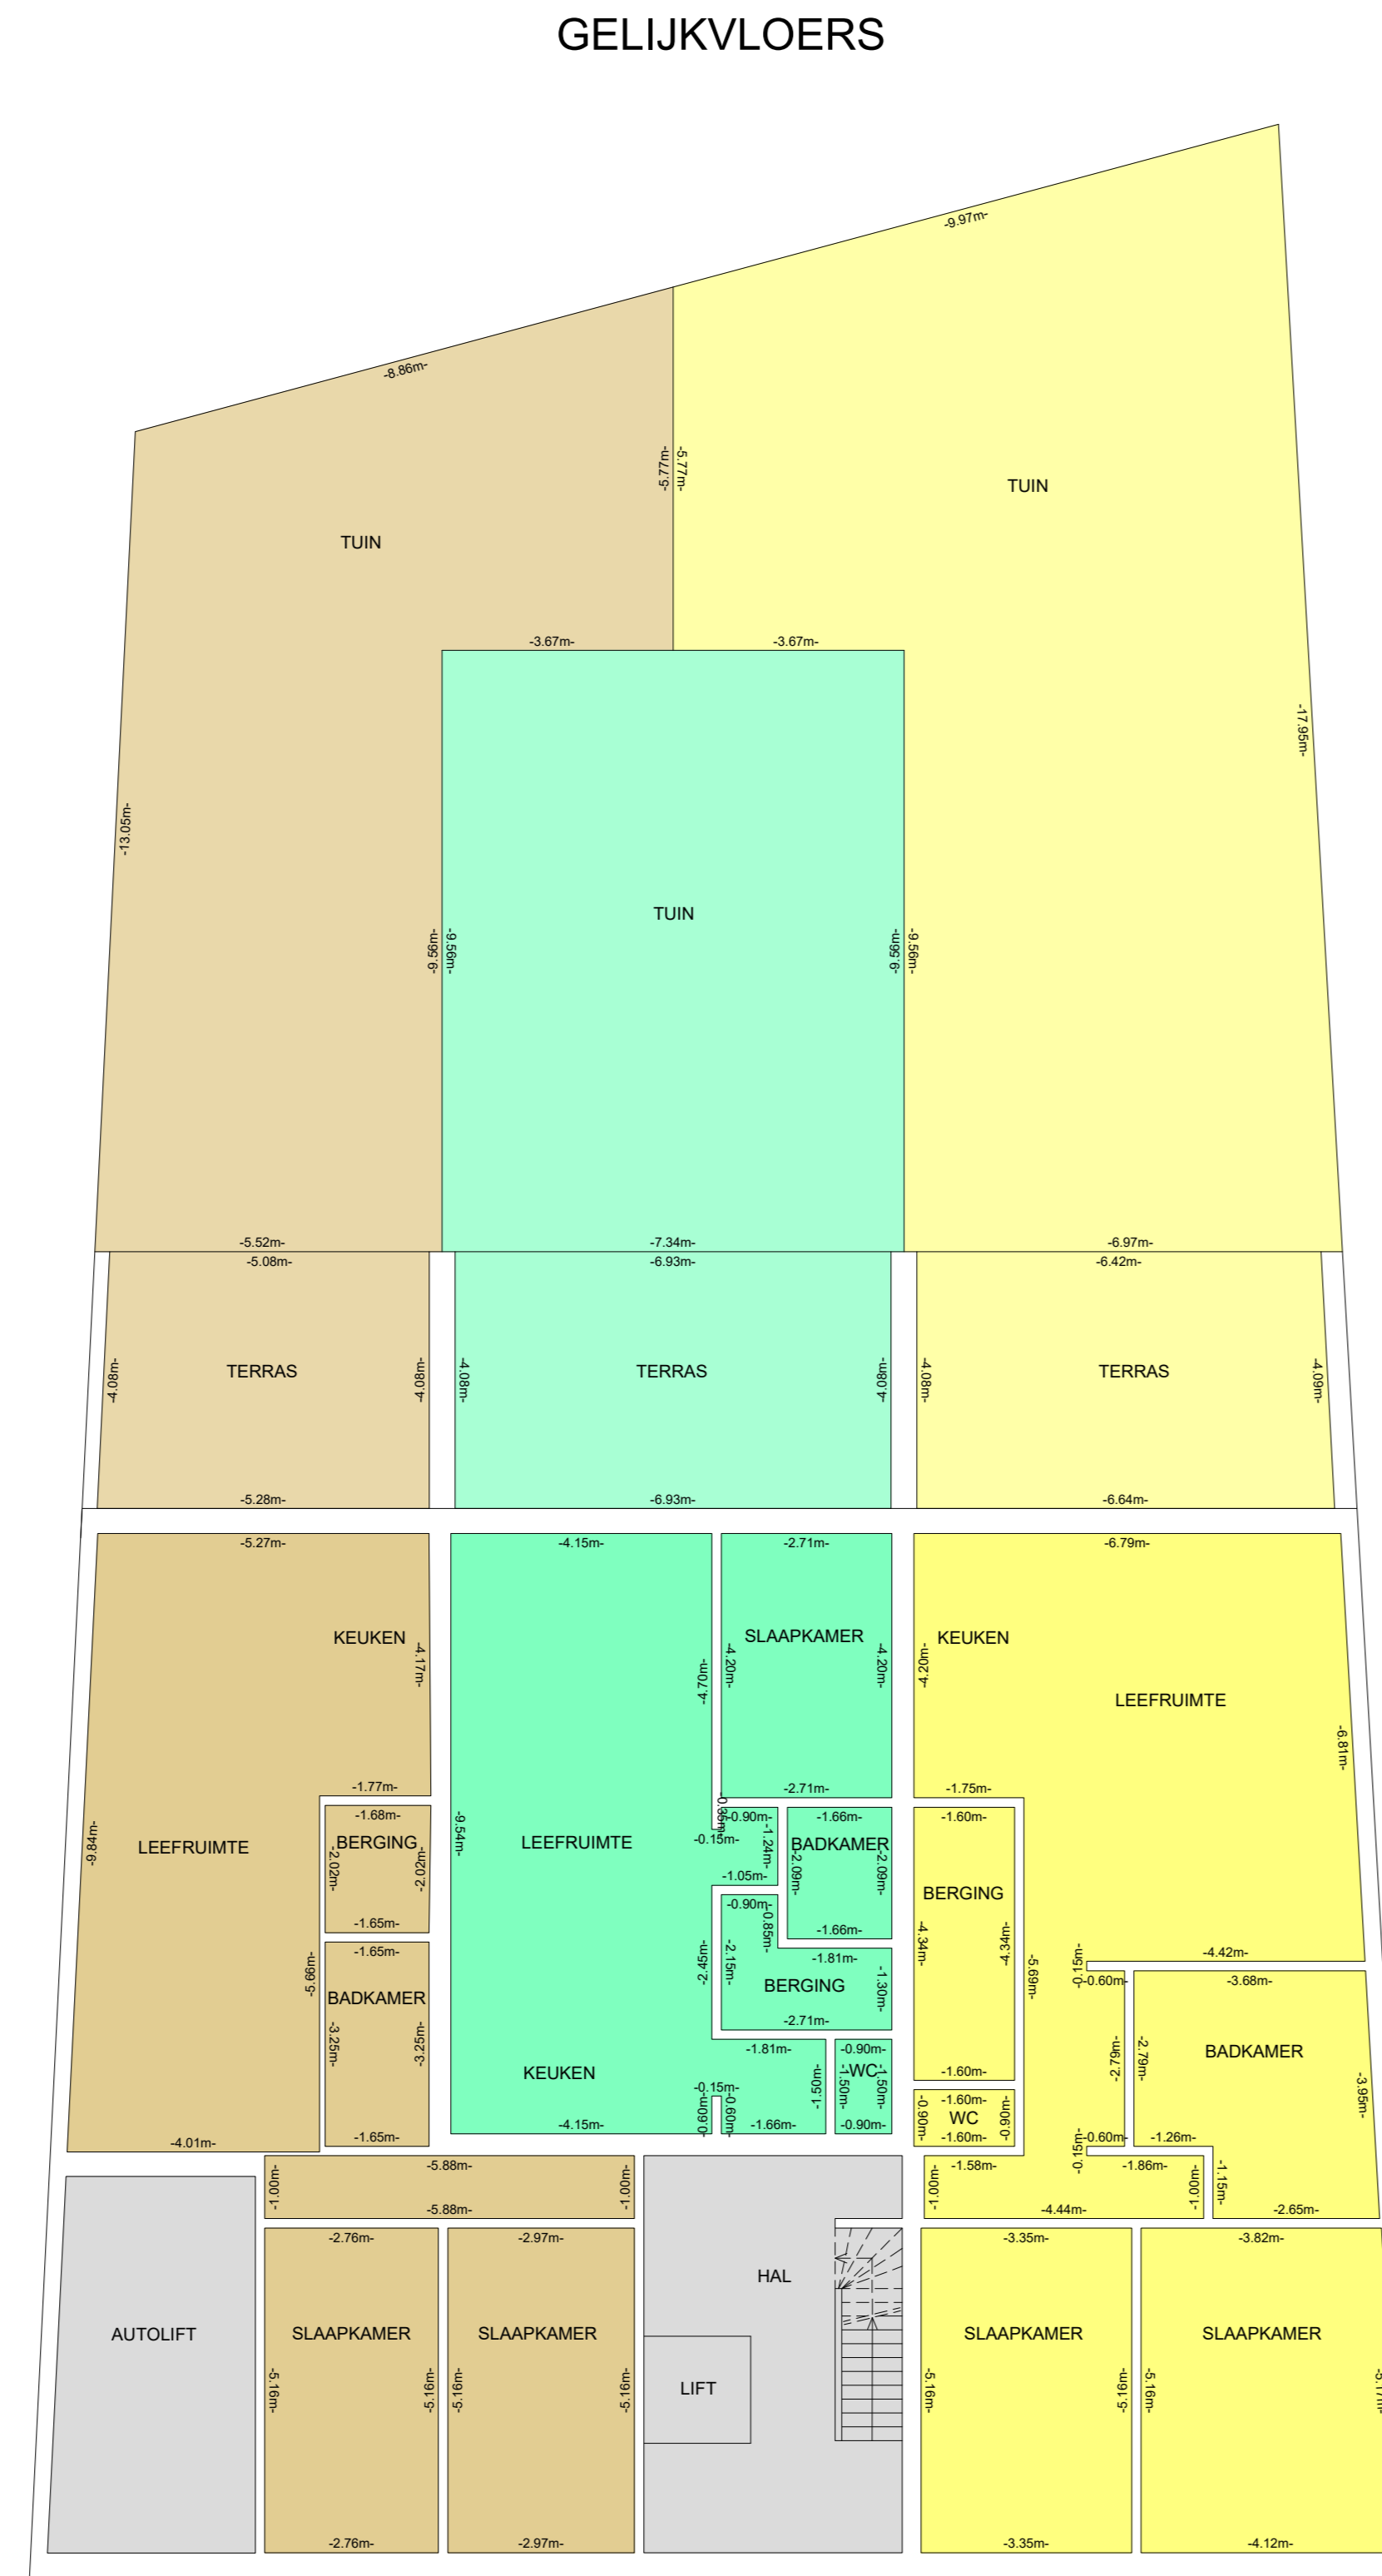 GELIJKVLOERS
-9.97m-
-8.86m-
-5.77m-
-5.77m-
TUIN
TUIN
-3.67m-
-3.67m-
-17.95m-
-13.05m-
TUIN
-9.56m-
-9.56m-
-9.56m-
-9.56m-
-5.52m-
-7.34m-
-6.97m-
-5.08m-
-6.93m-
-6.42m-
TERRAS
TERRAS
TERRAS
-4.08m-
-4.08m-
-4.08m-
-4.08m-
-4.08m-
-4.09m-
-5.28m-
-6.93m-
-6.64m-
-5.27m-
-4.15m-
-2.71m-
-6.79m-
KEUKEN
SLAAPKAMER
KEUKEN
-4.17m-
-4.70m-
-4.20m-
-4.20m-
-4.20m-
LEEFRUIMTE
-6.81m-
-1.77m-
-2.71m-
-1.75m-
-1.68m-
-0.90m-
-1.66m-
-1.60m-
-0.15m-
BERGING
LEEFRUIMTE
LEEFRUIMTE
BADKAMER
-9.84m-
-2.02m-
-2.02m-
-9.54m-
-1.24m-
-2.09m-
-2.09m-
-1.05m-
BERGING
-0.90m-
-0.85m-
-1.65m-
-1.66m-
-4.34m-
-4.34m-
-1.65m-
-1.81m-
-4.42m-
-5.66m-
-2.45m-
-2.15m-
-5.69m-
-0.15m-
-0.60m-
-3.68m-
BADKAMER
BERGING
-1.30m-
-3.25m-
-3.25m-
-2.71m-
-2.79m-
-2.79m-
BADKAMER
-1.81m-
-0.90m-
KEUKEN
WC
-1.60m-
-3.95m-
-0.15m-
-1.50m-
-1.50m-
-1.50m-
-1.60m-
-0.60m-
-0.60m-
-0.90m-
WC
-0.90m-
-4.15m-
-1.66m-
-0.90m-
-4.01m-
-1.65m-
-1.60m-
-0.60m-
-1.26m-
-0.15m-
-5.88m-
-1.58m-
-1.86m-
-1.00m-
-1.00m-
-1.00m-
-1.00m-
-1.15m-
-5.88m-
-4.44m-
-2.65m-
-2.76m-
-2.97m-
-3.35m-
-3.82m-
HAL
AUTOLIFT
SLAAPKAMER
SLAAPKAMER
SLAAPKAMER
SLAAPKAMER
LIFT
-5.16m-
-5.16m-
-5.16m-
-5.16m-
-5.16m-
-5.16m-
-5.16m-
-2.76m-
-2.97m-
-3.35m-
-4.12m-